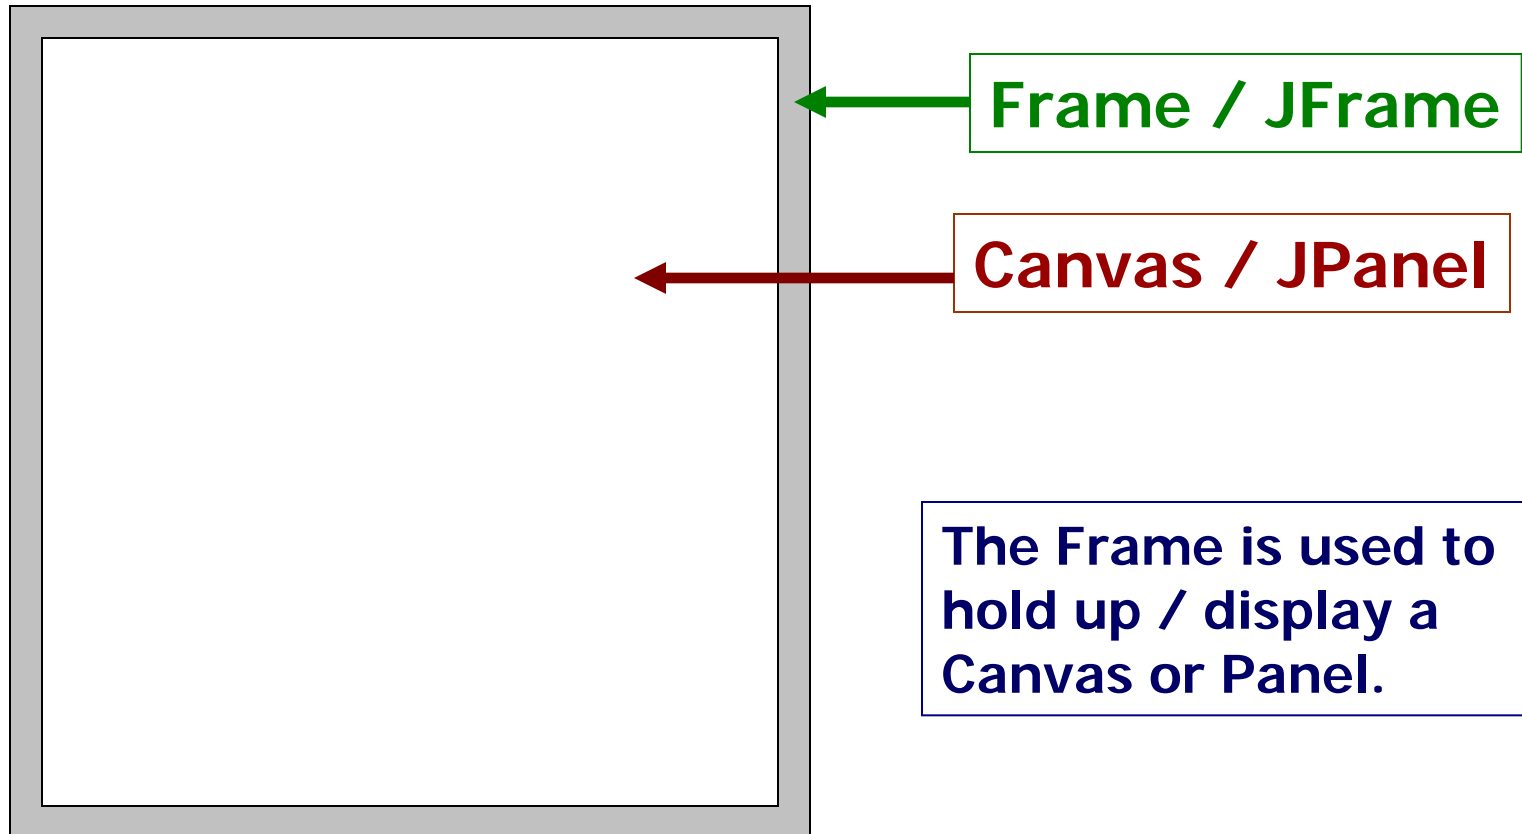 Frame / JFrame
Canvas / JPanel
The Frame is used to
hold up / display a
Canvas or Panel.